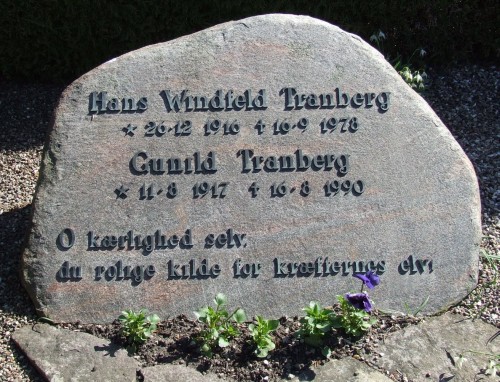 Hans Windfeld Tranberg
* 26·12 1916 ✝ 16·9 1978
Gunild Tranberg
* 11·8 1917 ✝ 16·8 1990
O kærlighed selv,
du rolige kilde for kræfternes elv!